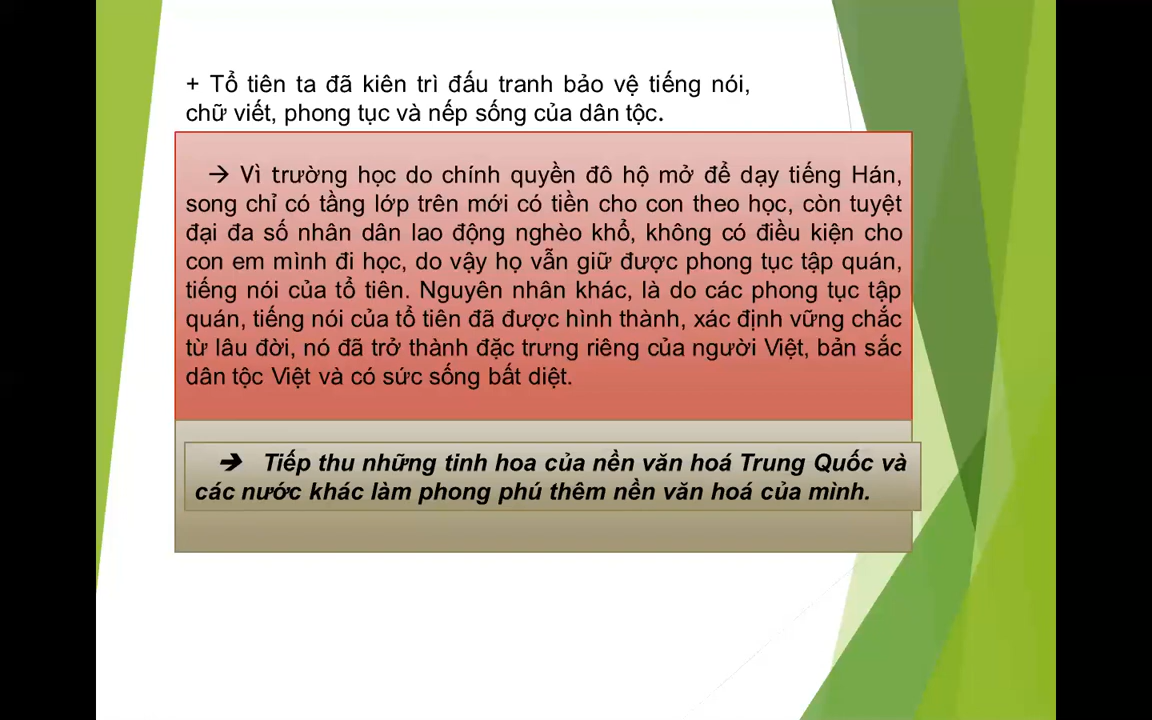 + Tổ tiên ta đã kiên trì đấu tranh bảo vệ tiếng nói,
chữ viết, phong tục và nếp sống của dân tộc.
→ Vì trường học do chính quyền đô hộ mở để dạy tiếng Hán,
song chỉ có tầng lớp trên mới có tiền cho con theo học, còn tuyệt
đại đa số nhân dân lao động nghèo khổ, không có điều kiện cho
con em mình đi học, do vậy họ vẫn giữ được phong tục tập quán,
tiếng nói của tổ tiên. Nguyên nhân khác, là do các phong tục tập
quán, tiếng nói của tổ tiên đã được hình thành, xác định vững chắc
từ lâu đời, nó đã trở thành đặc trưng riêng của người Việt, bản sắc
dân tộc Việt và có sức sống bất diệt.
➔ Tiếp thu những tinh hoa của nền văn hoá Trung Quốc và
các nước khác làm phong phú thêm nền văn hoá của mình.